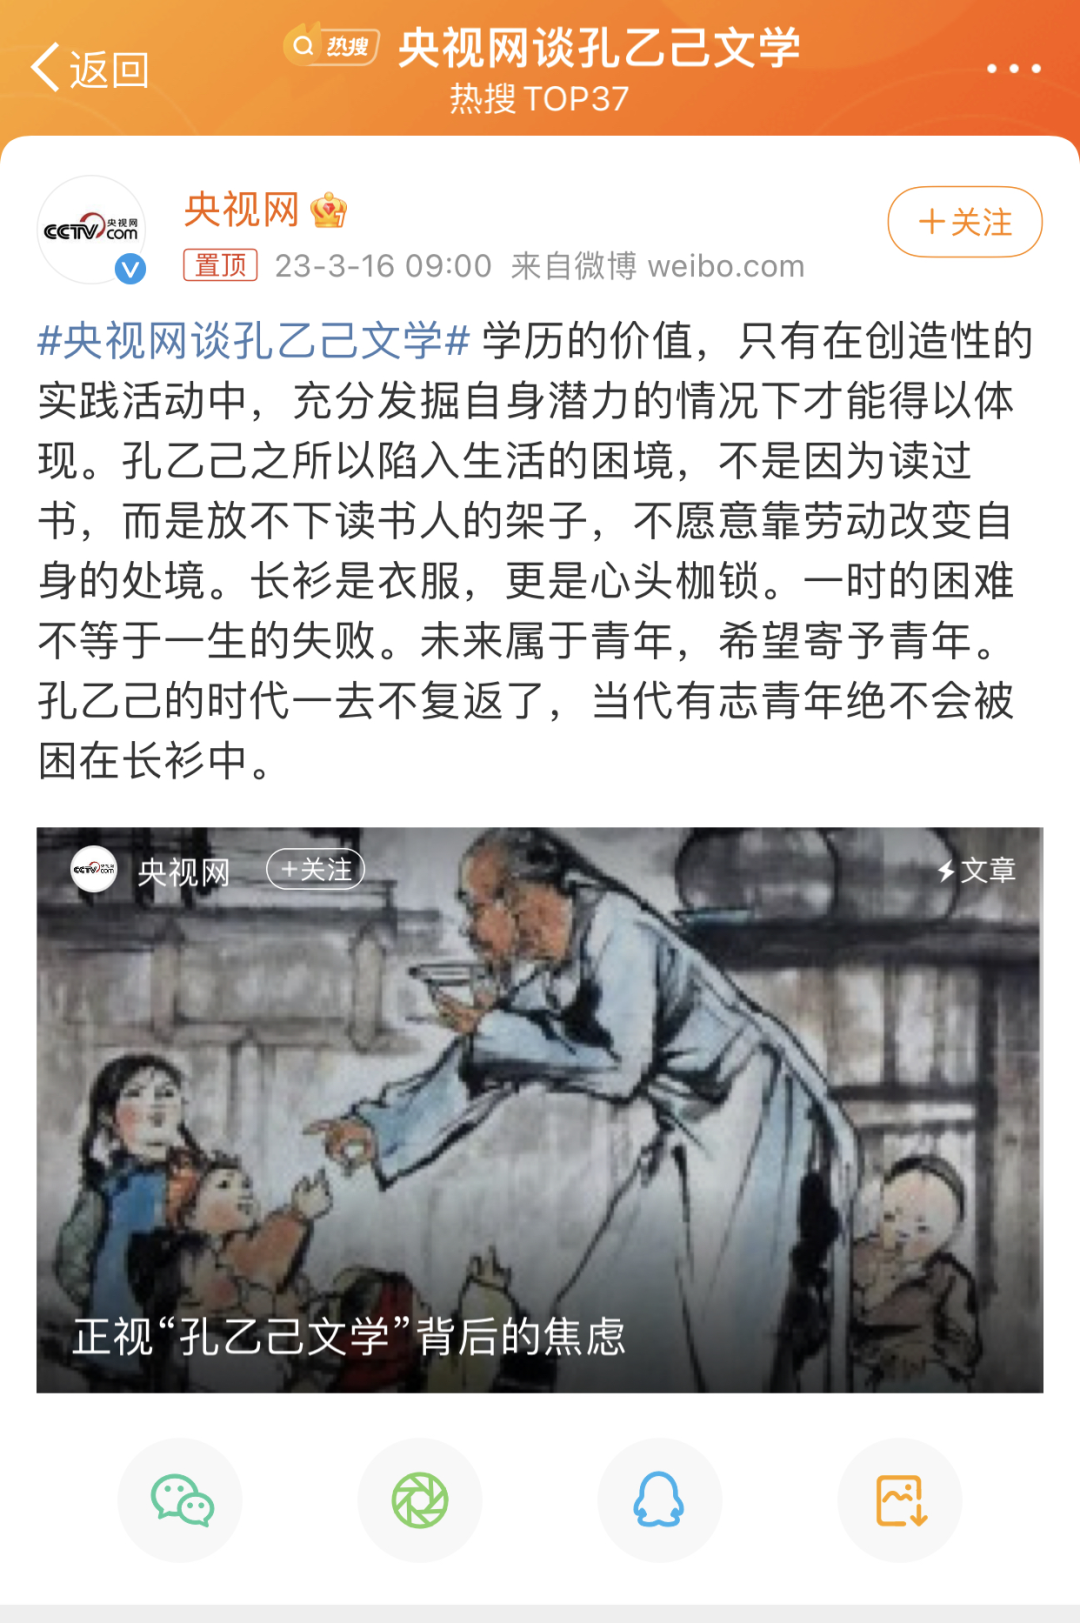 返回
热搜 央视网谈孔乙己文学
热搜 TOP37
CCTV 央视网 com
央视网
+关注
置顶 23-3-16 09:00 来自微博 weibo.com
#央视网谈孔乙己文学# 学历的价值，只有在创造性的
实践活动中，充分发掘自身潜力的情况下才能得以体
现。孔乙己之所以陷入生活的困境，不是因为读过
书，而是放不下读书人的架子，不愿意靠劳动改变自
身的处境。长衫是衣服，更是心头枷锁。一时的困难
不等于一生的失败。未来属于青年，希望寄予青年。
孔乙己的时代一去不复返了，当代有志青年绝不会被
困在长衫中。
CCTV 央视网 com 央视网 +关注 文章
正视“孔乙己文学”背后的焦虑